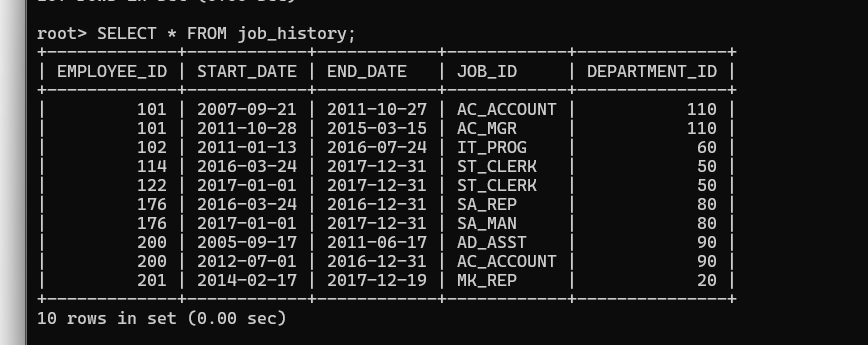 root> SELECT * FROM job_history;
+-------------+------------+------------+------------+---------------+
| EMPLOYEE_ID | START_DATE | END_DATE   | JOB_ID     | DEPARTMENT_ID |
+-------------+------------+------------+------------+---------------+
|         101 | 2007-09-21 | 2011-10-27 | AC_ACCOUNT |           110 |
|         101 | 2011-10-28 | 2015-03-15 | AC_MGR     |           110 |
|         102 | 2011-01-13 | 2016-07-24 | IT_PROG    |            60 |
|         114 | 2016-03-24 | 2017-12-31 | ST_CLERK   |            50 |
|         122 | 2017-01-01 | 2017-12-31 | ST_CLERK   |            50 |
|         176 | 2016-03-24 | 2016-12-31 | SA_REP     |            80 |
|         176 | 2017-01-01 | 2017-12-31 | SA_MAN     |            80 |
|         200 | 2005-09-17 | 2011-06-17 | AD_ASST    |            90 |
|         200 | 2012-07-01 | 2016-12-31 | AC_ACCOUNT |            90 |
|         201 | 2014-02-17 | 2017-12-19 | MK_REP     |            20 |
+-------------+------------+------------+------------+---------------+
10 rows in set (0.00 sec)